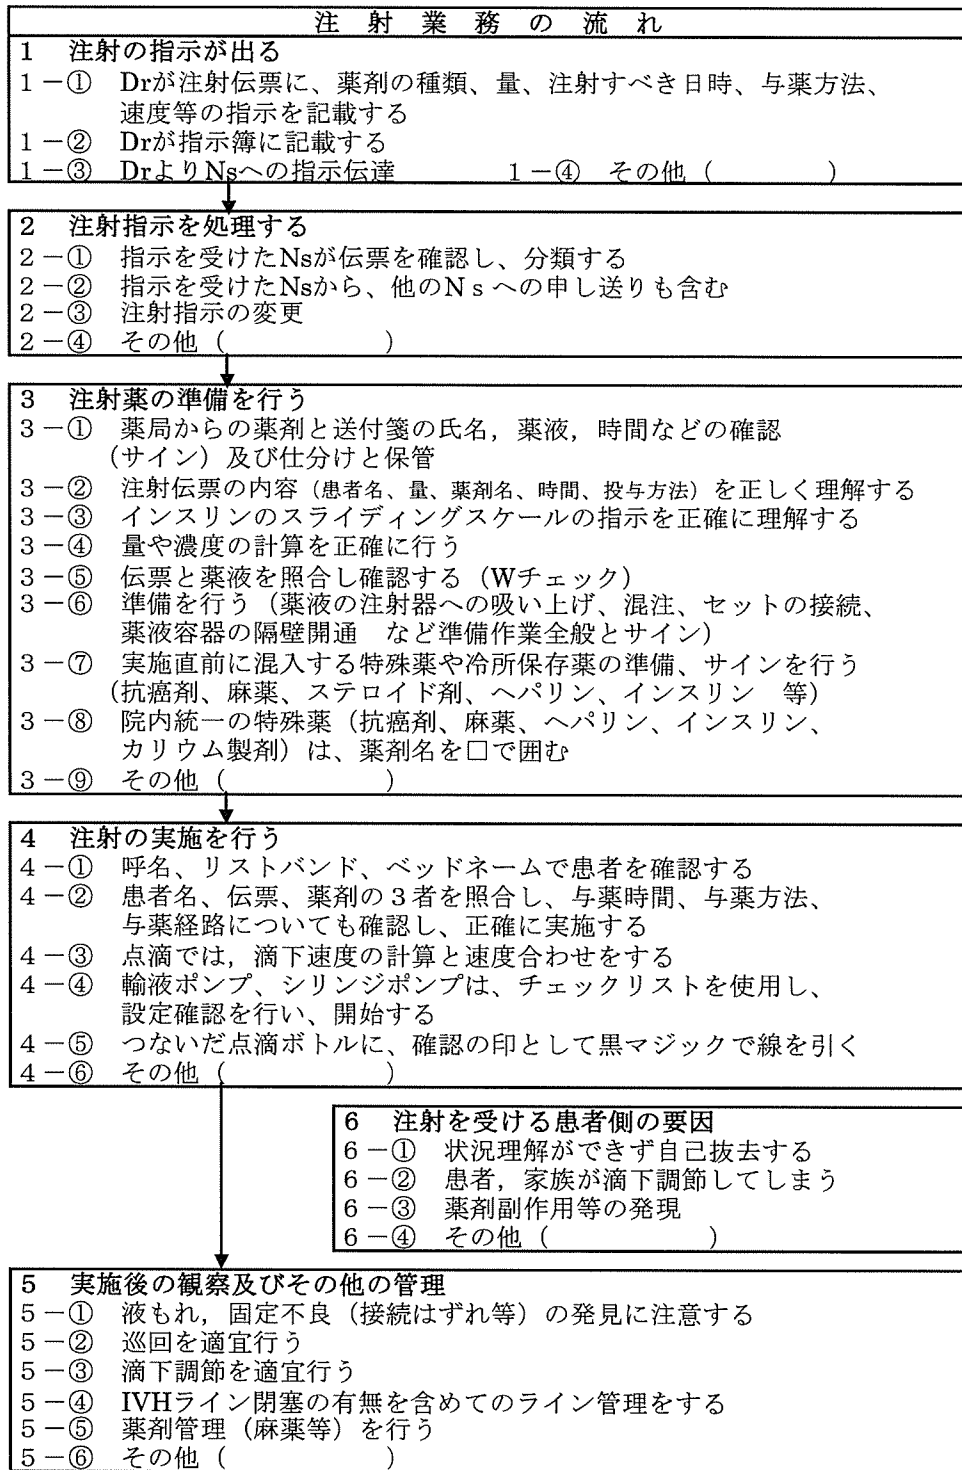 注射業務の流れ
1 注射の指示が出る
1－① Drが注射伝票に、薬剤の種類、量、注射すべき日時、与薬方法、
速度等の指示を記載する
1－② Drが指示簿に記載する
1－③ DrよりNsへの指示伝達 1－④ その他（ ）
2 注射指示を処理する
2－① 指示を受けたNsが伝票を確認し、分類する
2－② 指示を受けたNsから、他のＮｓへの申し送りも含む
2－③ 注射指示の変更
2－④ その他（ ）
3 注射薬の準備を行う
3－① 薬局からの薬剤と送付箋の氏名，薬液，時間などの確認
（サイン）及び仕分けと保管
3－② 注射伝票の内容（患者名、量、薬剤名、時間、投与方法）を正しく理解する
3－③ インスリンのスライディングスケールの指示を正確に理解する
3－④ 量や濃度の計算を正確に行う
3－⑤ 伝票と薬液を照合し確認する（Wチェック）
3－⑥ 準備を行う（薬液の注射器への吸い上げ、混注、セットの接続、
薬液容器の隔壁開通 など準備作業全般とサイン）
3－⑦ 実施直前に混入する特殊薬や冷所保存薬の準備、サインを行う
（抗癌剤、麻薬、ステロイド剤、ヘパリン、インスリン 等）
3－⑧ 院内統一の特殊薬（抗癌剤、麻薬、ヘパリン、インスリン、
カリウム製剤）は、薬剤名を□で囲む
3－⑨ その他（ ）
4 注射の実施を行う
4－① 呼名、リストバンド、ベッドネームで患者を確認する
4－② 患者名、伝票、薬剤の３者を照合し、与薬時間、与薬方法、
与薬経路についても確認し、正確に実施する
4－③ 点滴では，滴下速度の計算と速度合わせをする
4－④ 輸液ポンプ、シリンジポンプは、チェックリストを使用し、
設定確認を行い、開始する
4－⑤ つないだ点滴ボトルに、確認の印として黒マジックで線を引く
4－⑥ その他（ ）
6 注射を受ける患者側の要因
6－① 状況理解ができず自己抜去する
6－② 患者，家族が滴下調節してしまう
6－③ 薬剤副作用等の発現
6－④ その他（ ）
5 実施後の観察及びその他の管理
5－① 液もれ，固定不良（接続はずれ等）の発見に注意する
5－② 巡回を適宜行う
5－③ 滴下調節を適宜行う
5－④ IVHライン閉塞の有無を含めてのライン管理をする
5－⑤ 薬剤管理（麻薬等）を行う
5－⑥ その他（ ）